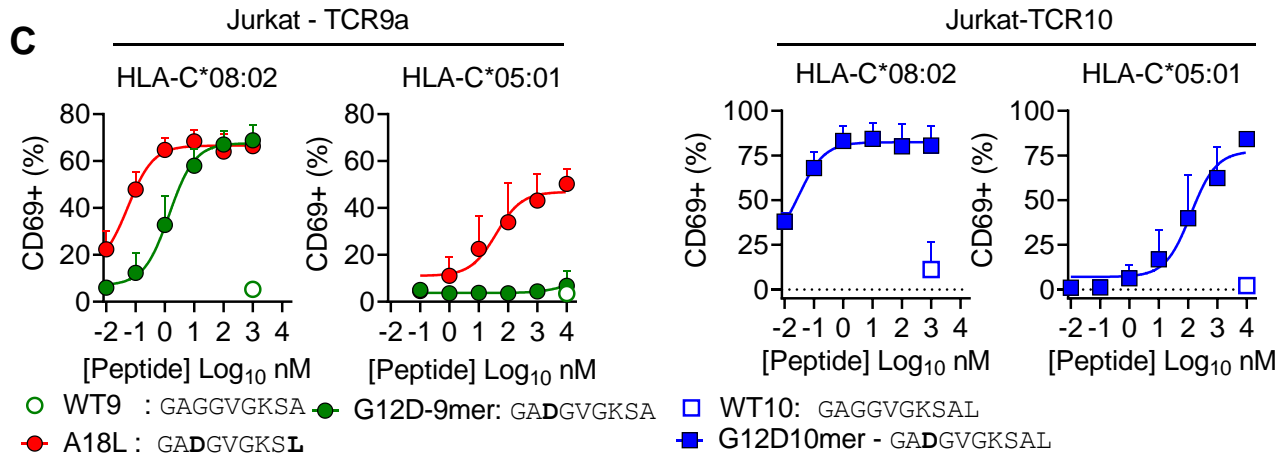 C
Jurkat - TCR9a
Jurkat-TCR10
HLA-C*08:02
HLA-C*05:01
HLA-C*08:02
HLA-C*05:01
CD69+ (%)
80
60
40
20
0
-2 -1 0 1 2 3 4
[Peptide] Log10 nM
CD69+ (%)
80
60
40
20
0
-2 -1 0 1 2 3 4
[Peptide] Log10 nM
CD69+ (%)
100
75
50
25
0
-2 -1 0 1 2 3 4
[Peptide] Log10 nM
CD69+ (%)
100
75
50
25
0
-2 -1 0 1 2 3 4
[Peptide] Log10 nM
WT9 : GAGGVGKSA
G12D-9mer: GADGVGKSA
A18L : GADGVGKSL
WT10: GAGGVGKSAL
G12D10mer - GADGVGKSAL